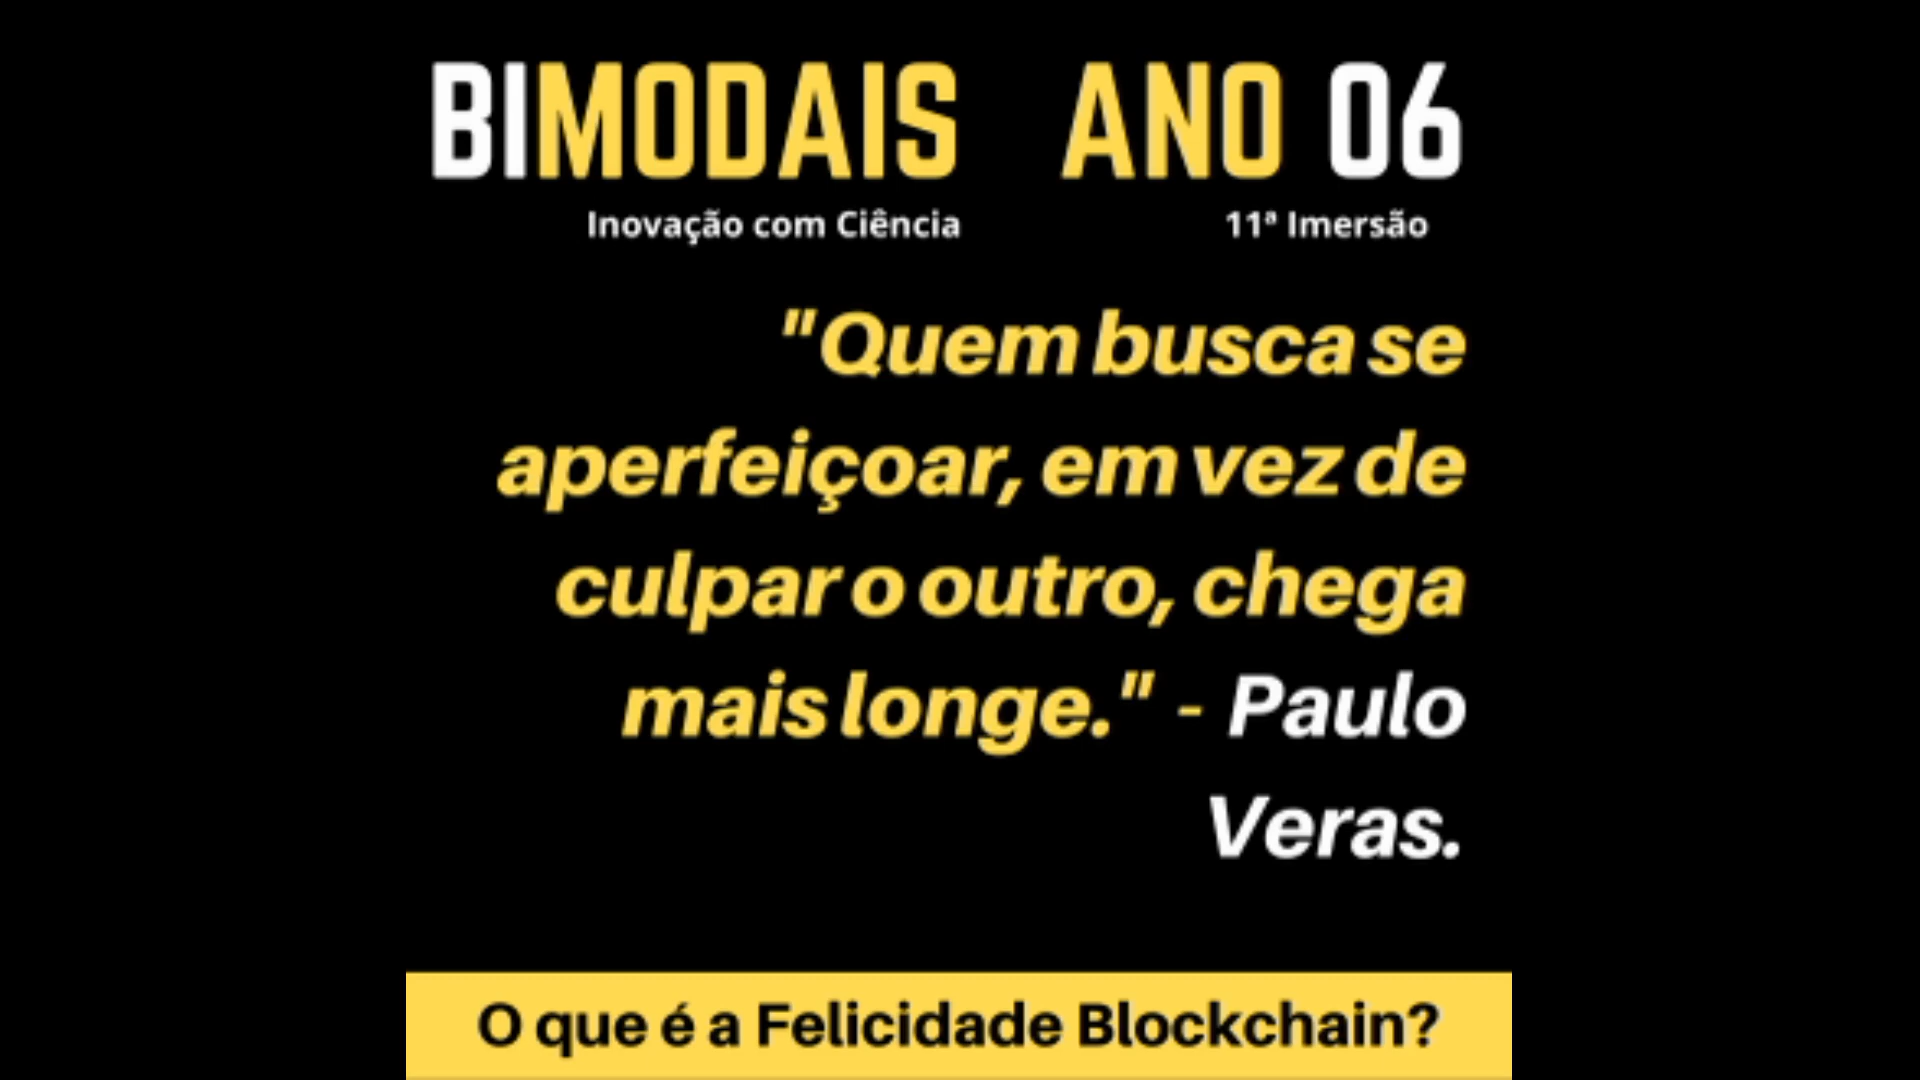 BIMODAIS ANO 06
Inovação com Ciência 11ª Imersão
"Quem busca se
aperfeiçoar, em vez de
culpar o outro, chega
mais longe." - Paulo
Veras.
O que é a Felicidade Blockchain?